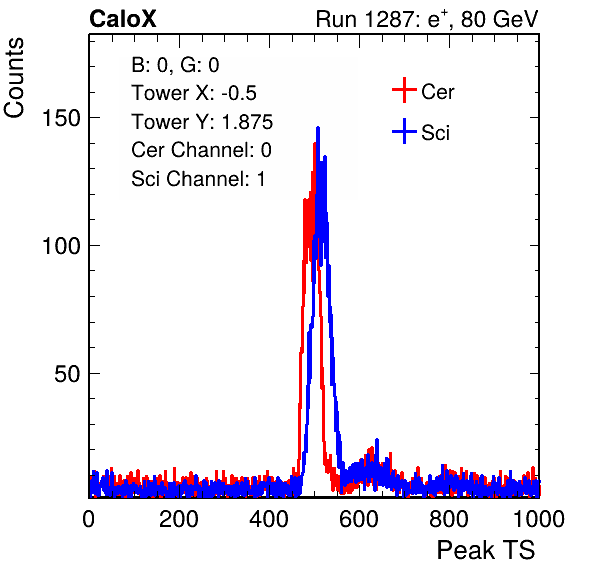 CaloX Run 1287: e+, 80 GeV
B: 0, G: 0
Tower X: -0.5
Tower Y: 1.875
Cer Channel: 0
Sci Channel: 1
Cer
Sci
Counts
150
100
50
0 200 400 600 800 1000
Peak TS